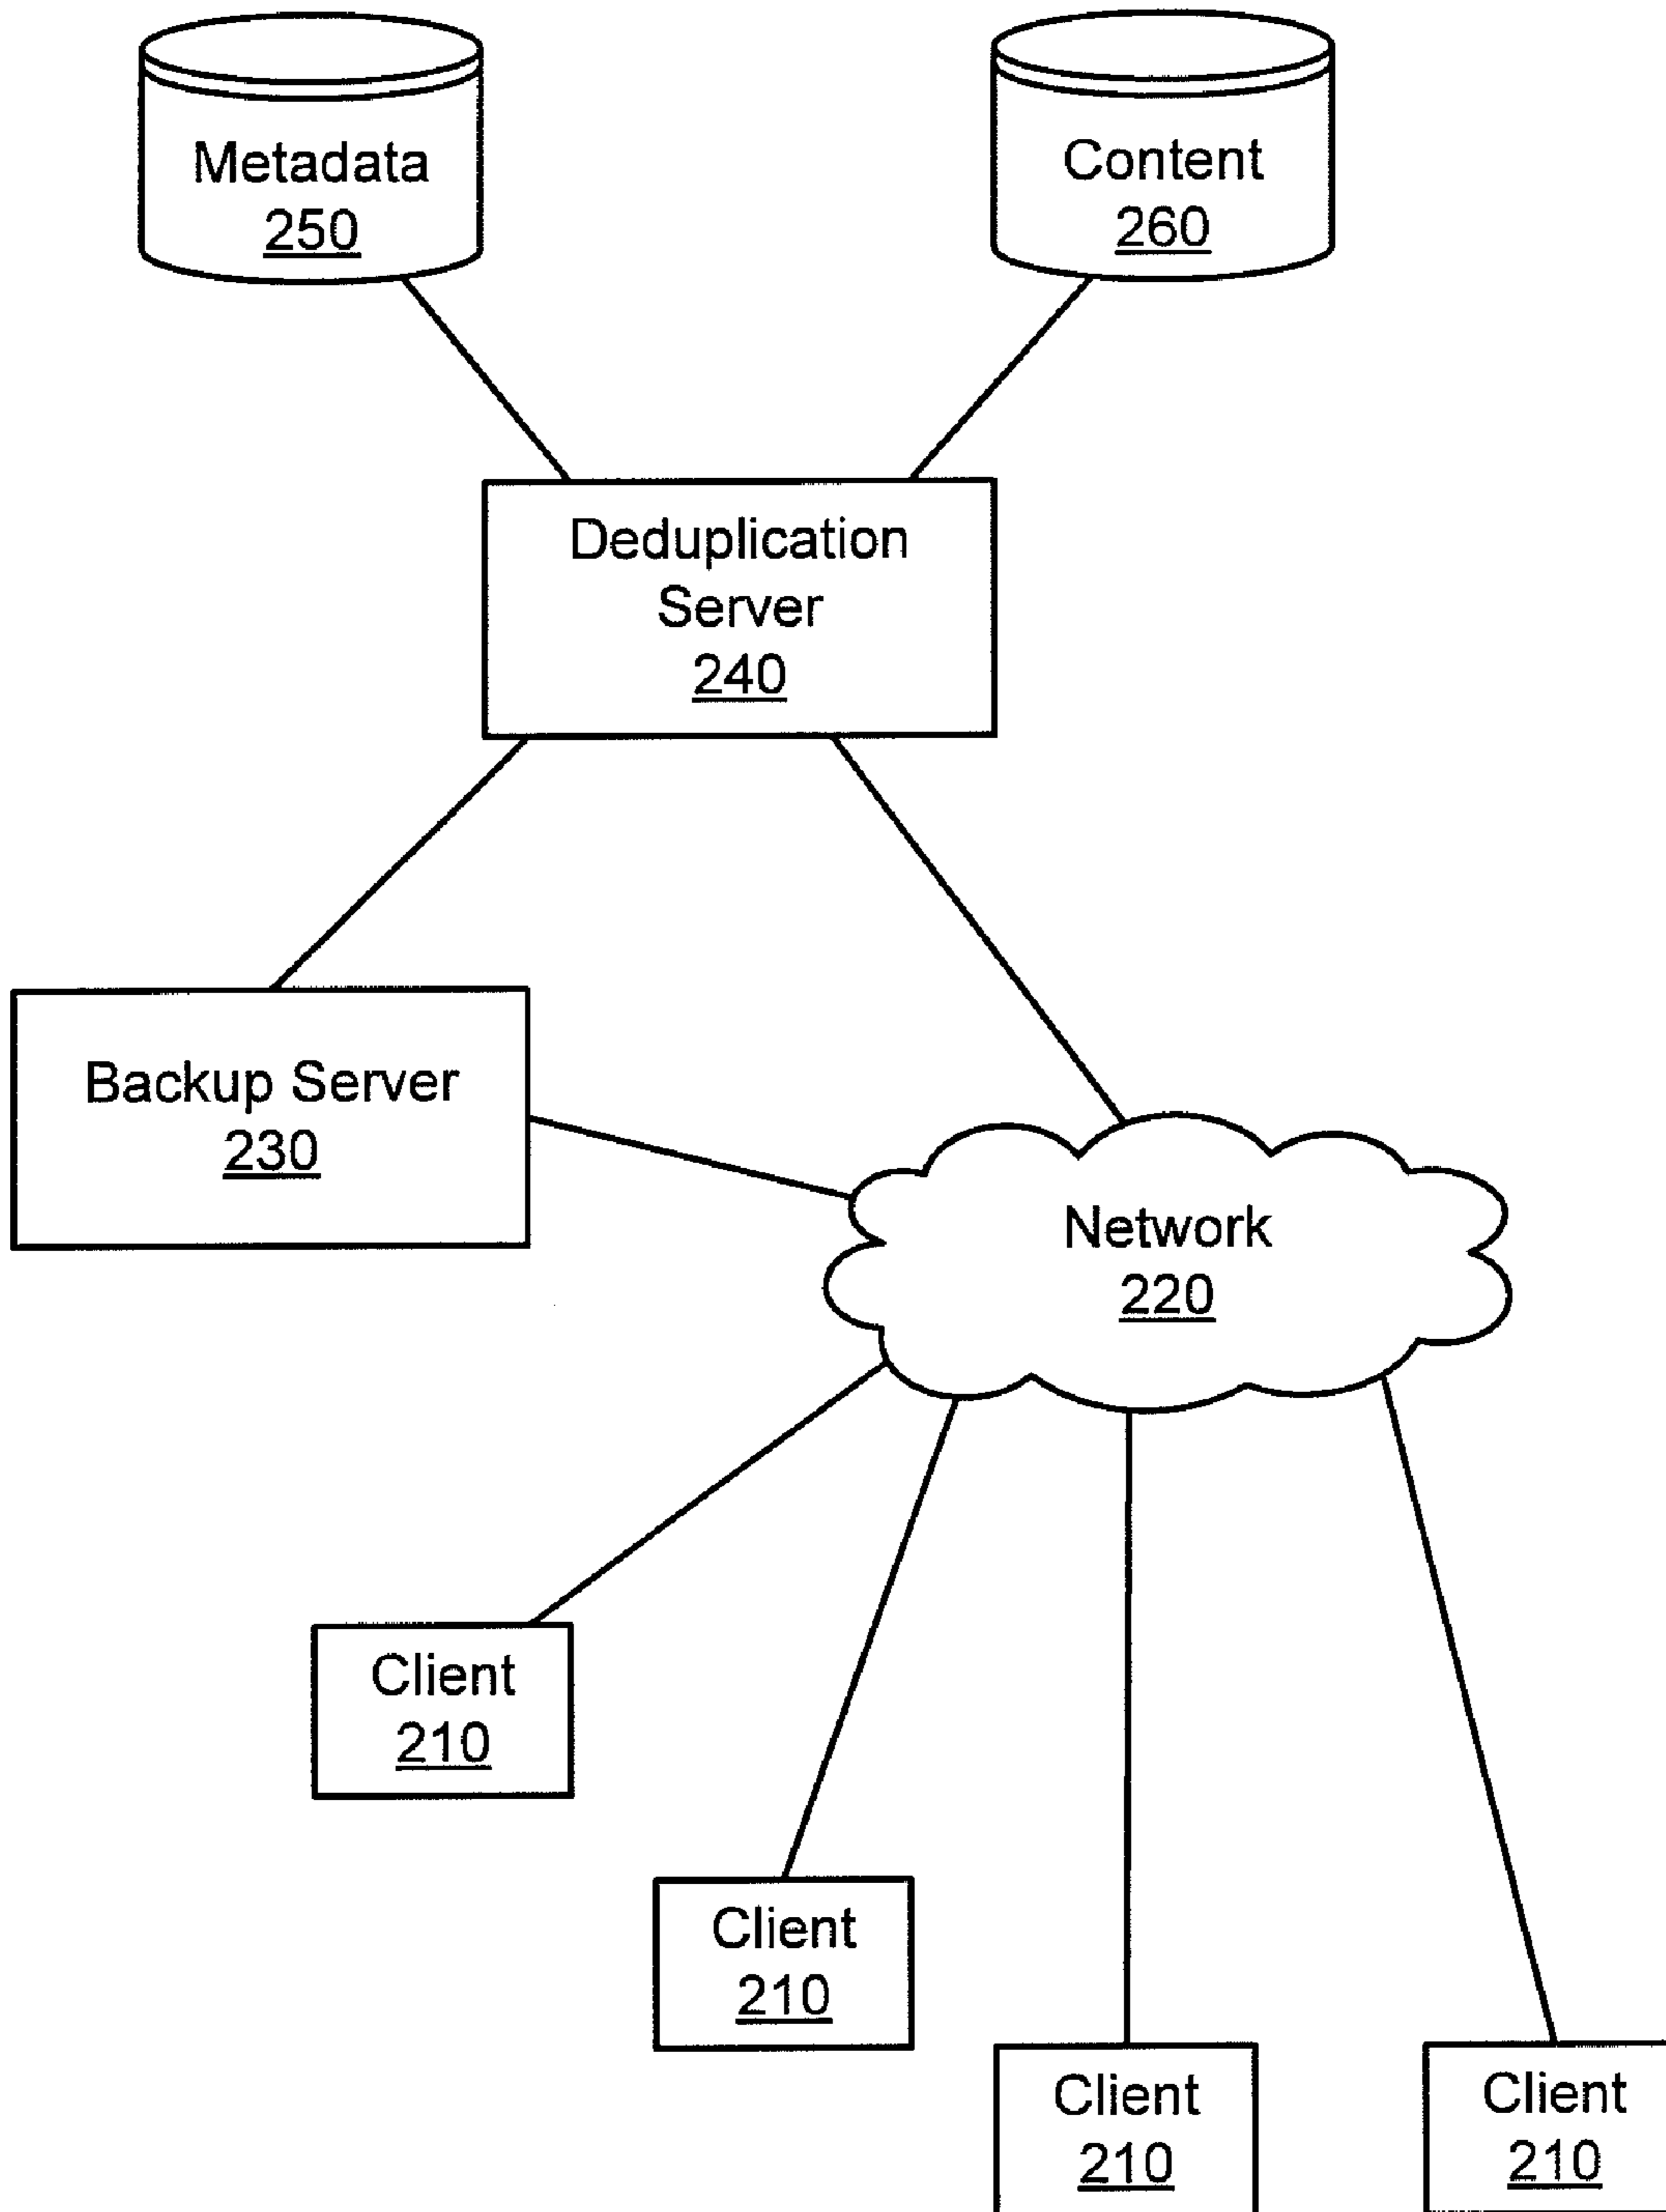 Metadata
250
Content
260
Deduplication
Server
240
Backup Server
230
Network
220
Client
210
Client
210
Client
210
Client
210